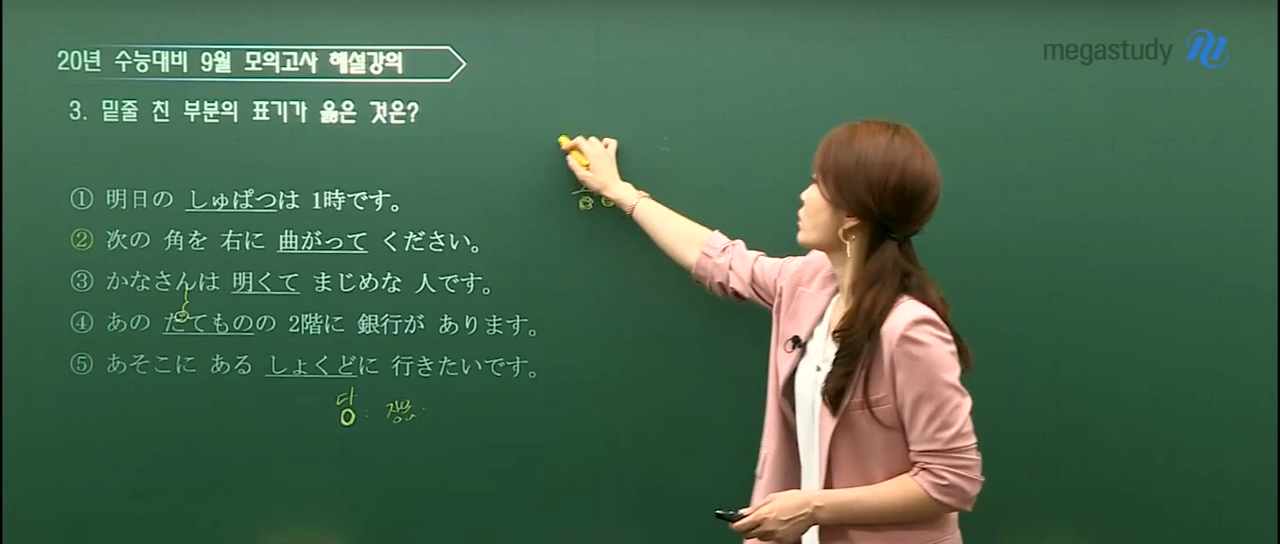 20년 수능대비 9월 모의고사 해설강의
megastudy
3. 밑줄 친 부분의 표기가 옳은 것은?
① 明日の しゅぱつは 1時です。
② 次の 角を 右に 曲がって ください。
③ かなさんは 明くて まじめな 人です。
④ あの だてものの 2階に 銀行が あります。
⑤ あそこに ある しょくどに 行きたいです。
당 : 장음